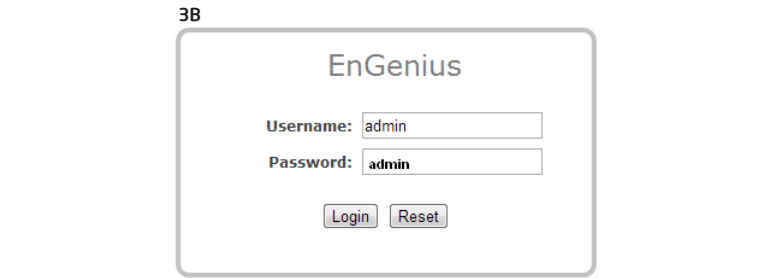 3B
EnGenius
Username: admin
Password: admin
Login Reset